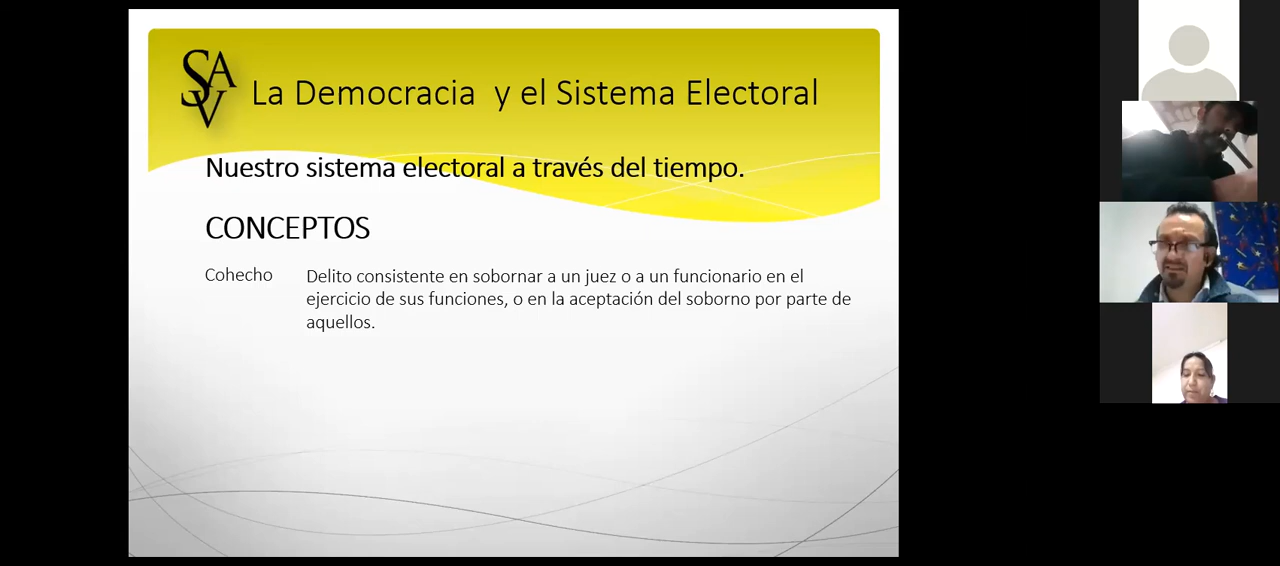 SAV
La Democracia y el Sistema Electoral
Nuestro sistema electoral a través del tiempo.
CONCEPTOS
Cohecho
Delito consistente en sobornar a un juez o a un funcionario en el
ejercicio de sus funciones, o en la aceptación del soborno por parte de
aquellos.